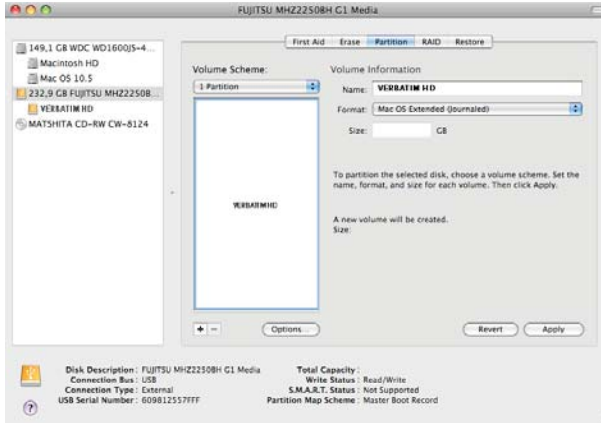 FUJITSU MHZ2250BH G1 Media
149,1 GB WDC WD1600JS-4...
Macintosh HD
Mac OS 10.5
232,9 GB FUJITSU MHZ2250B...
VERBATIM HD
MATSHITA CD-RW CW-8124
First Aid Erase Partition RAID Restore
Volume Scheme:
1 Partition
VERBATIM HD
Volume Information
Name: VERBATIM HD
Format: Mac OS Extended (Journaled)
Size: GB
To partition the selected disk, choose a volume scheme. Set the
name, format, and size for each volume. Then click Apply.
A new volume will be created.
Size:
+ - Options... Revert Apply
Disk Description : FUJITSU MHZ2250BH G1 Media
Connection Bus : USB
Connection Type : External
USB Serial Number : 609812557FFF
Total Capacity :
Write Status : Read/Write
S.M.A.R.T. Status : Not Supported
Partition Map Scheme : Master Boot Record
?